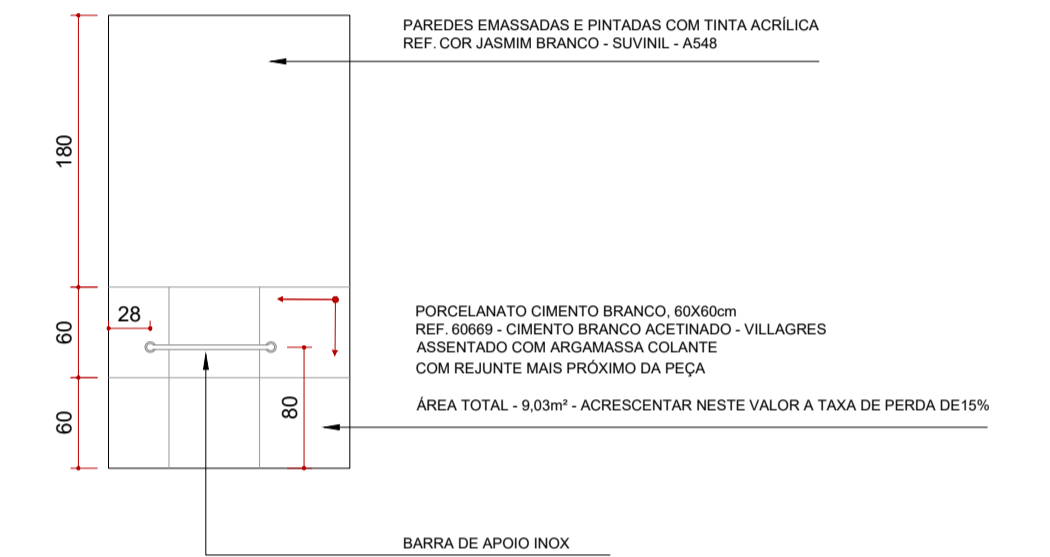 PAREDES EMASSADAS E PINTADAS COM TINTA ACRÍLICA
REF. COR JASMIM BRANCO - SUVINIL - A548
180
28
60
PORCELANATO CIMENTO BRANCO, 60X60cm
REF. 60669 - CIMENTO BRANCO ACETINADO - VILLAGRES
ASSENTADO COM ARGAMASSA COLANTE
COM REJUNTE MAIS PRÓXIMO DA PEÇA
60
80
ÁREA TOTAL - 9,03m² - ACRESCENTAR NESTE VALOR A TAXA DE PERDA DE15%
BARRA DE APOIO INOX